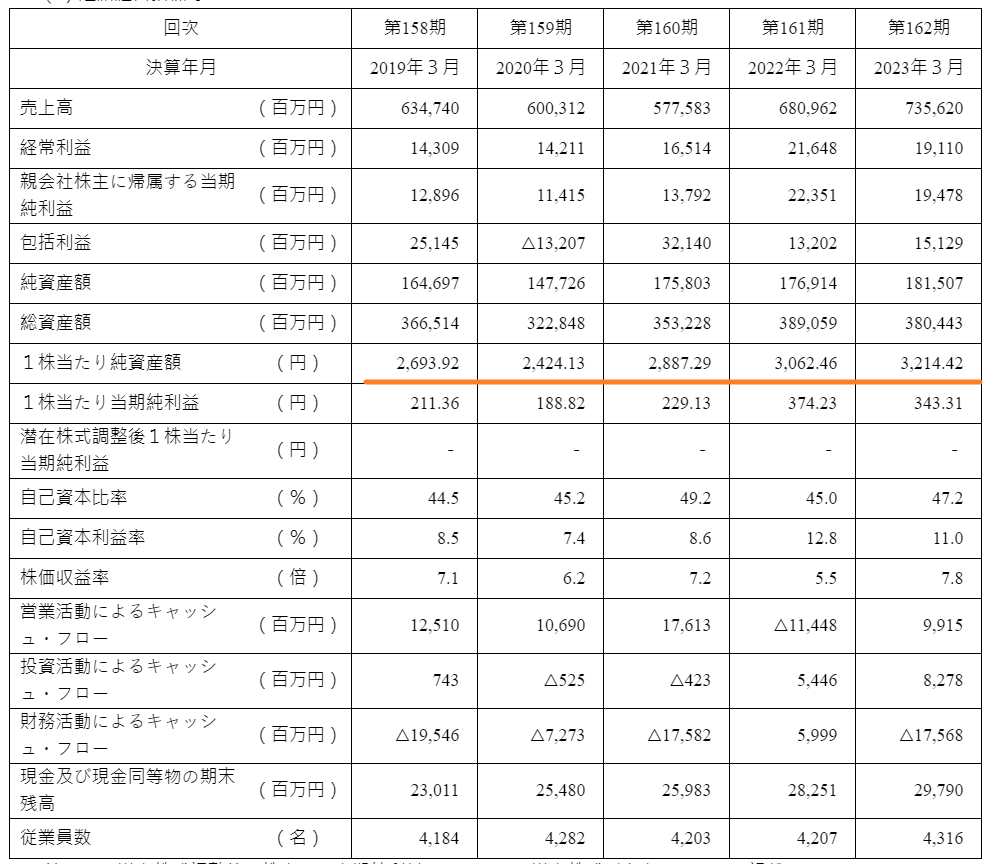 回次 第158期 第159期 第160期 第161期 第162期
決算年月 2019年３月 2020年３月 2021年３月 2022年３月 2023年３月
売上高 （百万円） 634,740 600,312 577,583 680,962 735,620
経常利益 （百万円） 14,309 14,211 16,514 21,648 19,110
親会社株主に帰属する当期
純利益 （百万円） 12,896 11,415 13,792 22,351 19,478
包括利益 （百万円） 25,145 △13,207 32,140 13,202 15,129
純資産額 （百万円） 164,697 147,726 175,803 176,914 181,507
総資産額 （百万円） 366,514 322,848 353,228 389,059 380,443
１株当たり純資産額 （円） 2,693.92 2,424.13 2,887.29 3,062.46 3,214.42
１株当たり当期純利益 （円） 211.36 188.82 229.13 374.23 343.31
潜在株式調整後１株当たり
当期純利益 （円） - - - - -
自己資本比率 （％） 44.5 45.2 49.2 45.0 47.2
自己資本利益率 （％） 8.5 7.4 8.6 12.8 11.0
株価収益率 （倍） 7.1 6.2 7.2 5.5 7.8
営業活動によるキャッシ
ュ・フロー （百万円） 12,510 10,690 17,613 △11,448 9,915
投資活動によるキャッシ
ュ・フロー （百万円） 743 △525 △423 5,446 8,278
財務活動によるキャッシ
ュ・フロー （百万円） △19,546 △7,273 △17,582 5,999 △17,568
現金及び現金同等物の期末
残高 （百万円） 23,011 25,480 25,983 28,251 29,790
従業員数 （名） 4,184 4,282 4,203 4,207 4,316